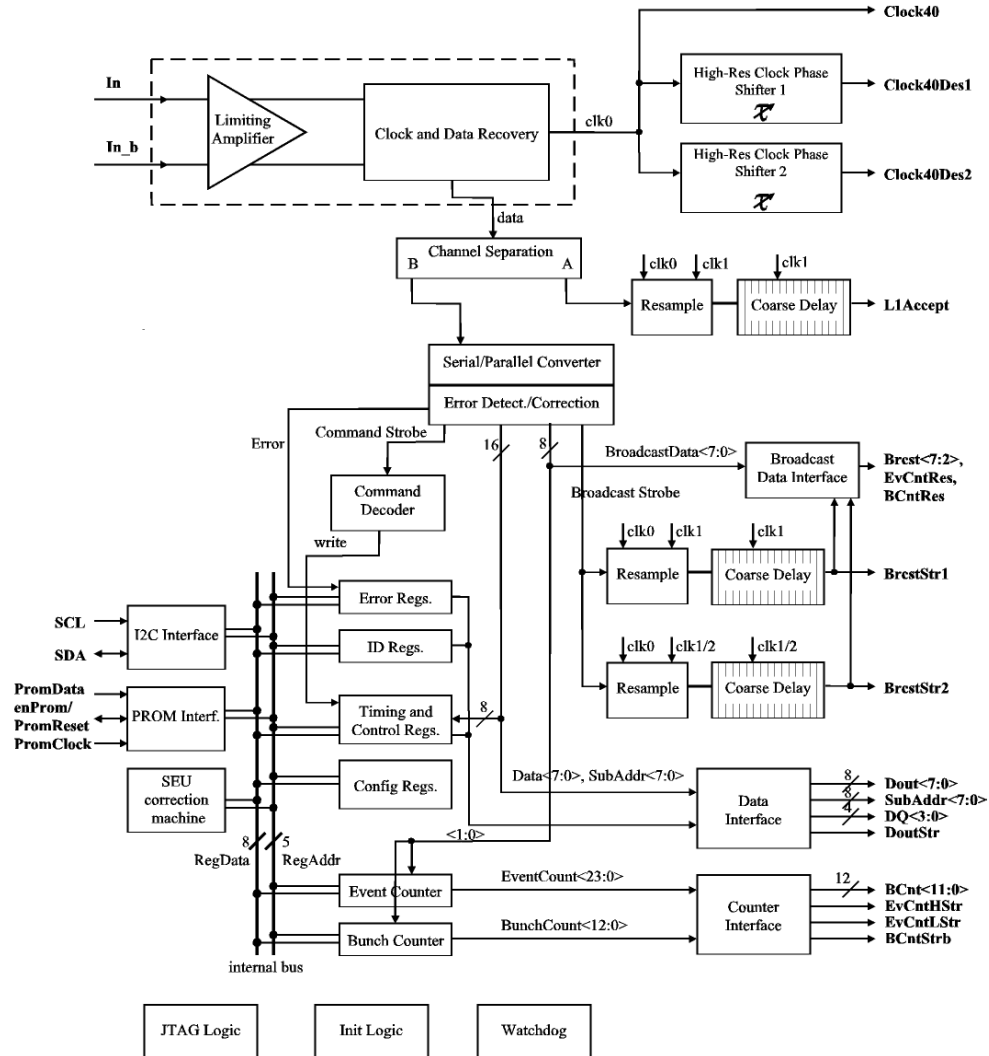 Clock40
In
Limiting
Amplifier
Clock and Data Recovery
clk0
High-Res Clock Phase
Shifter 1
Clock40Des1
In_b
High-Res Clock Phase
Shifter 2
Clock40Des2
data
Channel Separation
B
A
clk0
clk1
clk1
Resample
Coarse Delay
L1Accept
Serial/Parallel Converter
Error Detect./Correction
Error
Command Strobe
16
8
BroadcastData<7:0>
Broadcast
Data Interface
Brcst<7:2>,
EvCntRes,
BCntRes
Command
Decoder
Broadcast Strobe
write
clk0
clk1
clk1
Resample
Coarse Delay
BrcstStr1
Error Regs.
SCL
SDA
I2C Interface
ID Regs.
clk0
clk1/2
clk1/2
Resample
Coarse Delay
BrcstStr2
PromData
enProm/
PromReset
PromClock
PROM Interf.
Timing and
Control Regs.
8
SEU
correction
machine
Config Regs.
Data<7:0>, SubAddr<7:0>
Data
Interface
8
Dout<7:0>
8
SubAddr<7:0>
4
DQ<3:0>
DoutStr
<1:0>
8
5
RegData
RegAddr
Event Counter
EventCount<23:0>
Bunch Counter
BunchCount<12:0>
Counter
Interface
12
BCnt<11:0>
EvCntHStr
EvCntLStr
BCntStrb
internal bus
JTAG Logic
Init Logic
Watchdog